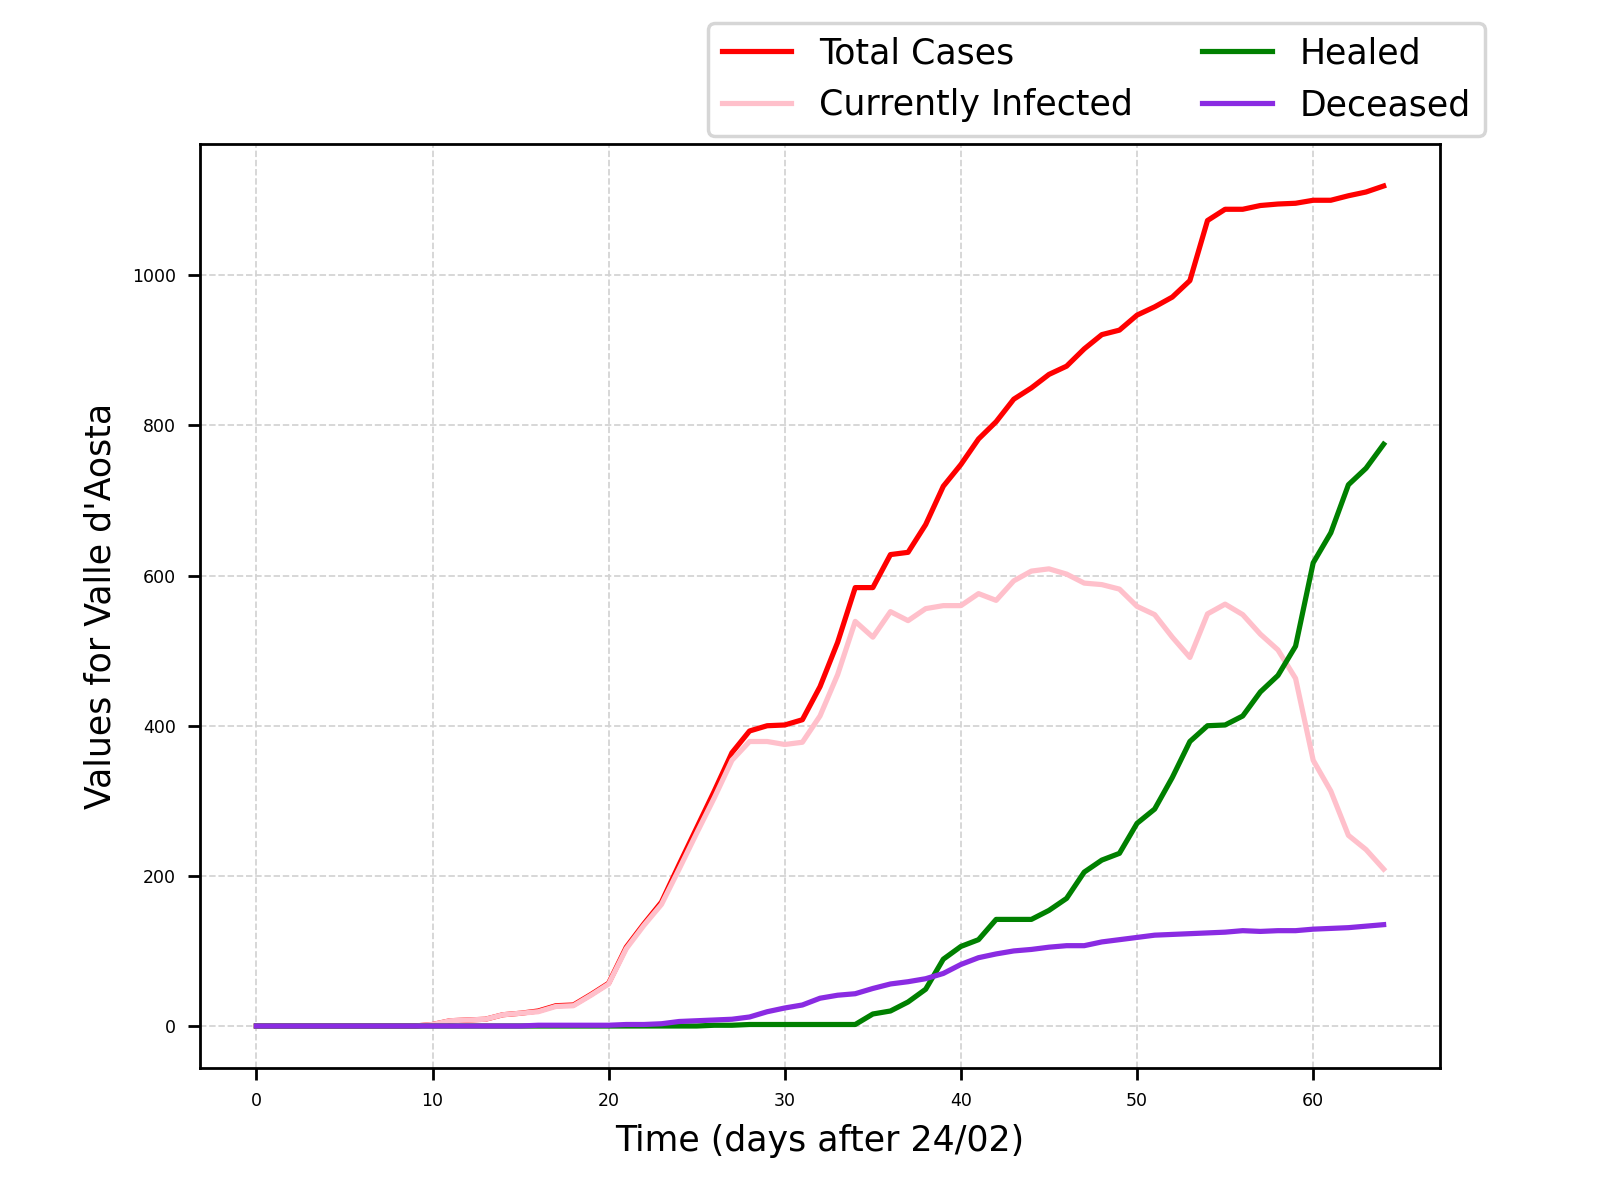 Total Cases
Currently Infected
Healed
Deceased
Values for Valle d'Aosta
1000
800
600
400
200
0
0 10 20 30 40 50 60
Time (days after 24/02)